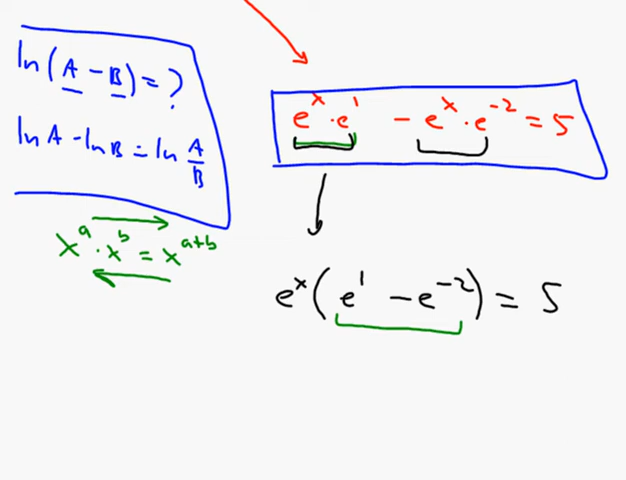 ln(A - B) = ?
ln A - ln B = ln A/B
x^a · x^b = x^{a+b}
e^x · e^1 - e^x · e^{-2} = 5
e^x (e^1 - e^{-2}) = 5